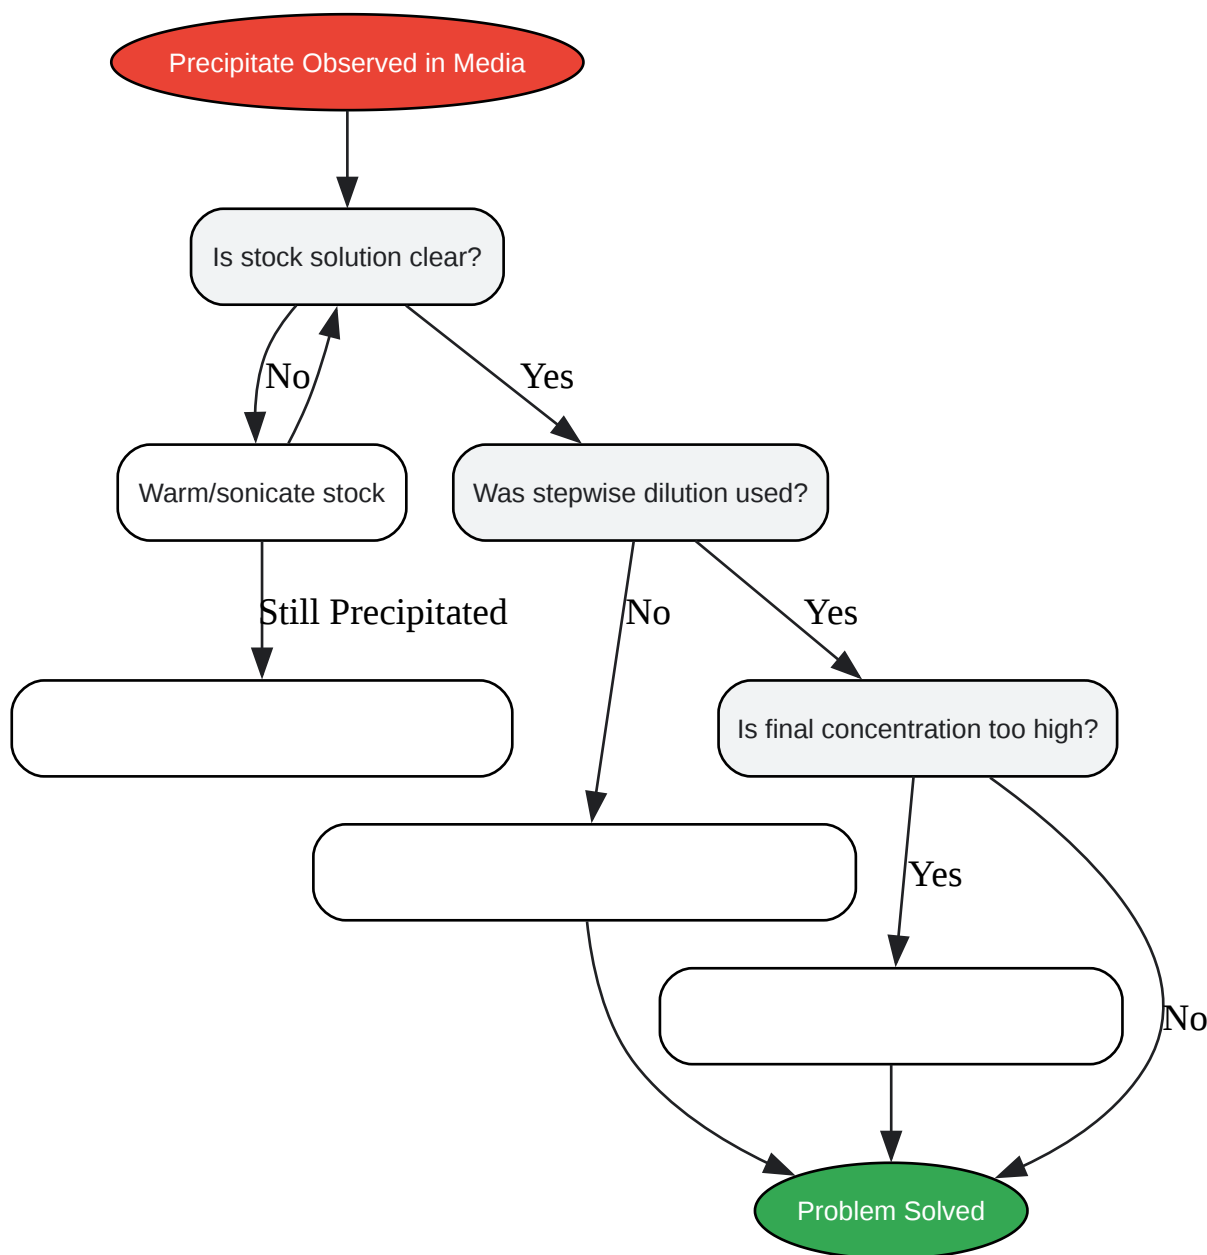 Precipitate Observed in Media
Is stock solution clear?
No
Yes
Warm/sonicate stock
Was stepwise dilution used?
Still Precipitated
No
Yes
Is final concentration too high?
Yes
No
Problem Solved